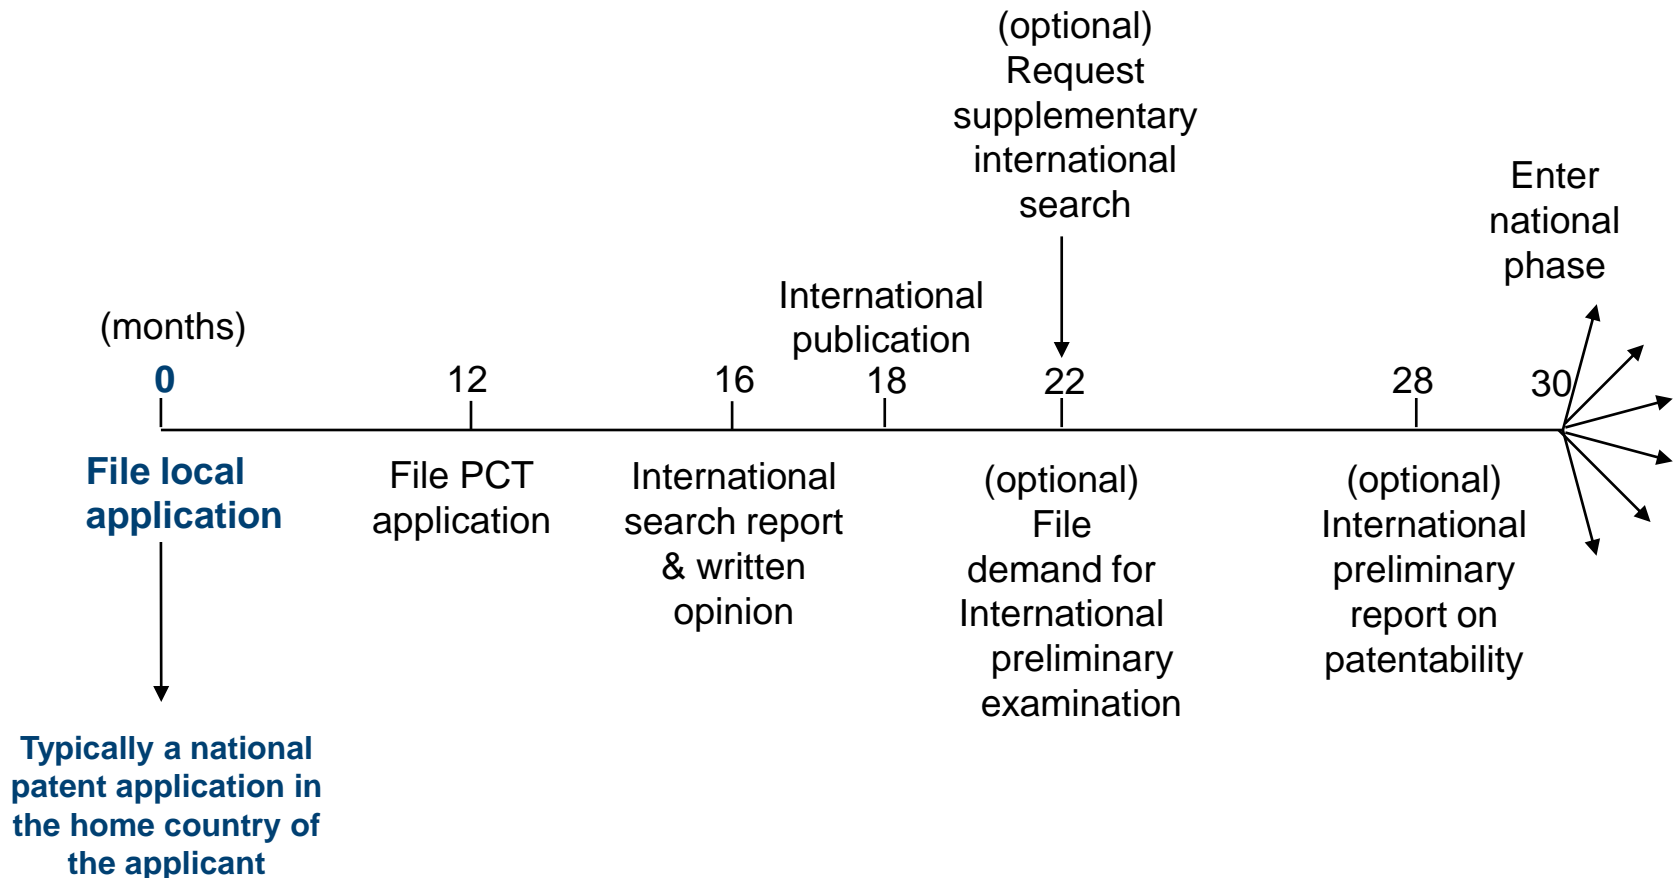 (optional)
Request
supplementary
international
search
Enter
national
phase
International
publication
(months)
0
12
16
18
22
28
30
File local
application
File PCT
application
International
search report
& written
opinion
(optional)
File
demand for
International
preliminary
examination
(optional)
International
preliminary
report on
patentability
Typically a national
patent application in
the home country of
the applicant